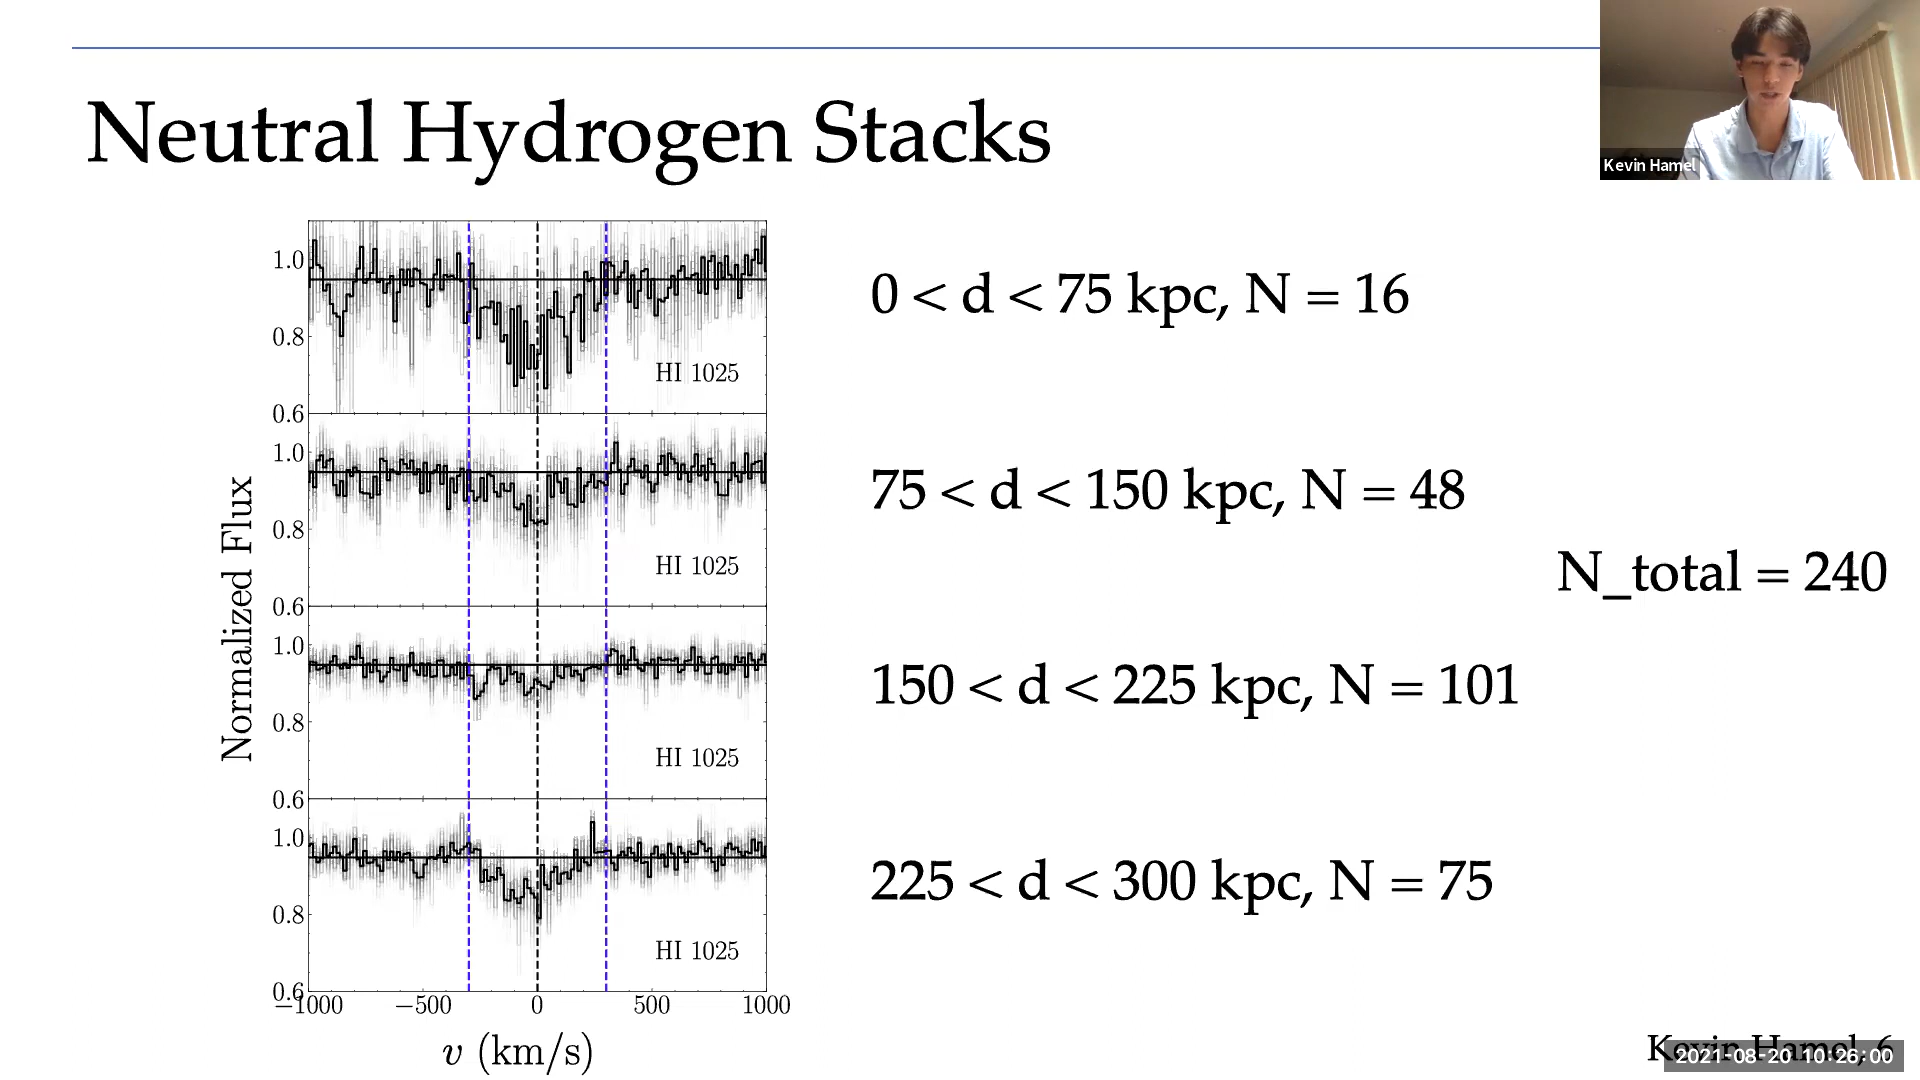 Neutral Hydrogen Stacks
Kevin Hamel
Normalized Flux
1.0
0.8
0.6
HI 1025
0 < d < 75 kpc, N = 16
1.0
0.8
0.6
HI 1025
75 < d < 150 kpc, N = 48
N_total = 240
1.0
0.8
0.6
HI 1025
150 < d < 225 kpc, N = 101
1.0
0.8
0.6
HI 1025
225 < d < 300 kpc, N = 75
−1000 −500 0 500 1000
v (km/s)
Kevin Hamel, 6
2021-08-20 10:26:00